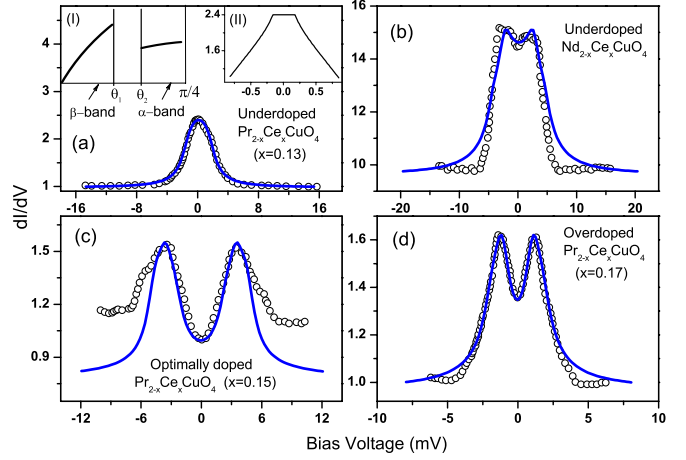 (I)
(II)
2.4
2.0
1.6
-0.5 0.0 0.5
θ1 θ2 π/4
β−band α−band
4
3
2
1
-16 -8 0 8 16
(a)
Underdoped
Pr2-xCexCuO4
(x=0.13)
(b)
Underdoped
Nd2-xCexCuO4
16
14
12
10
-20 -10 0 10 20
dI/dV
(c)
1.5
1.2
0.9
-12 -6 0 6 12
Optimally doped
Pr2-xCexCuO4 (x=0.15)
(d)
Overdoped
Pr2-xCexCuO4
(x=0.17)
1.6
1.4
1.2
1.0
-10 -5 0 5 10
Bias Voltage (mV)